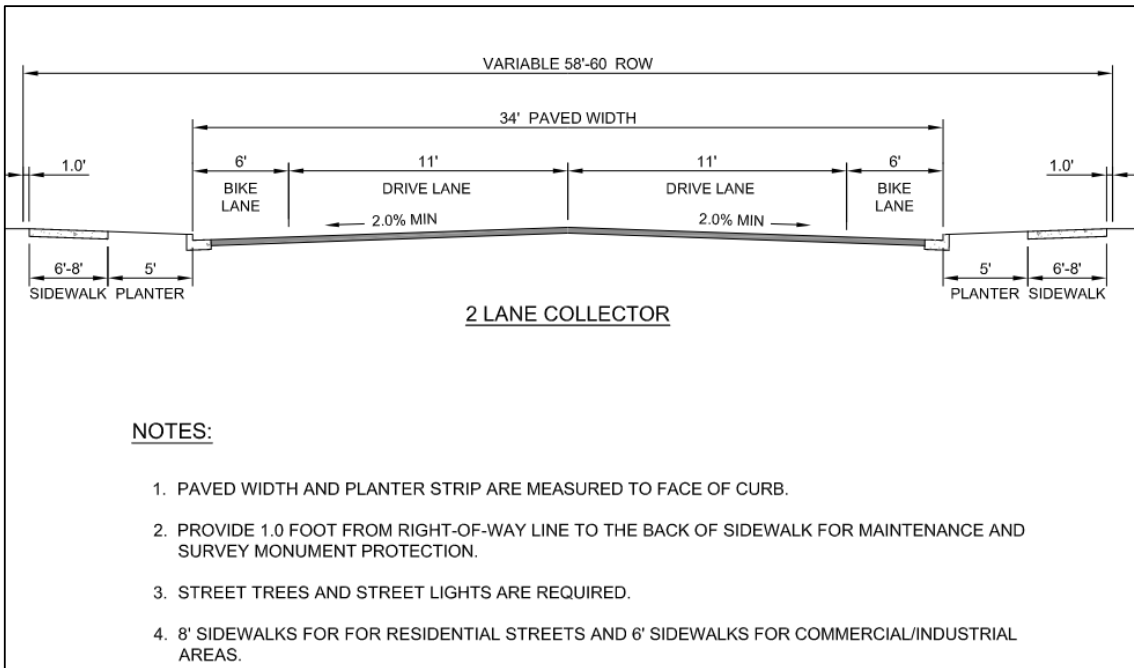 VARIABLE 58'-60 ROW
34' PAVED WIDTH
1.0' 6' 11' 11' 6' 1.0'
BIKE LANE DRIVE LANE DRIVE LANE BIKE LANE
2.0% MIN 2.0% MIN
6'-8' 5' 5' 6'-8'
SIDEWALK PLANTER PLANTER SIDEWALK
2 LANE COLLECTOR
NOTES:
1. PAVED WIDTH AND PLANTER STRIP ARE MEASURED TO FACE OF CURB.
2. PROVIDE 1.0 FOOT FROM RIGHT-OF-WAY LINE TO THE BACK OF SIDEWALK FOR MAINTENANCE AND
SURVEY MONUMENT PROTECTION.
3. STREET TREES AND STREET LIGHTS ARE REQUIRED.
4. 8' SIDEWALKS FOR FOR RESIDENTIAL STREETS AND 6' SIDEWALKS FOR COMMERCIAL/INDUSTRIAL
AREAS.